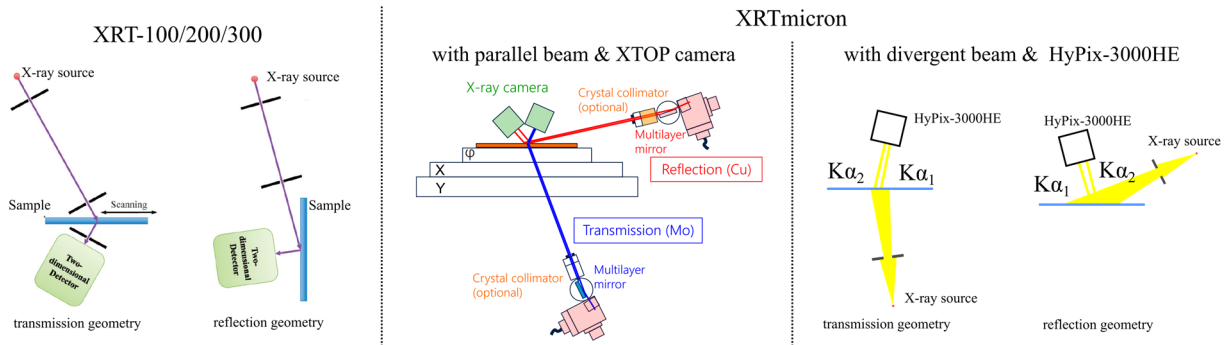 XRT-100/200/300
X-ray source
Sample
Scanning
Two-
dimensional
Detector
transmission geometry
X-ray source
Sample
Two-
dimensional
Detector
reflection geometry
XRTmicron
with parallel beam & XTOP camera
X-ray camera
Crystal collimator
(optional)
Multilayer
mirror
φ
X
Y
Reflection (Cu)
Transmission (Mo)
Crystal collimator
(optional)
Multilayer
mirror
with divergent beam & HyPix-3000HE
HyPix-3000HE
Kα2 Kα1
X-ray source
transmission geometry
HyPix-3000HE
X-ray source
Kα1 Kα2
reflection geometry